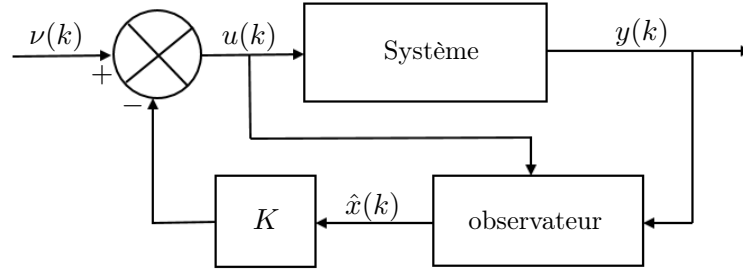 ν(k)
+
−
u(k)
Système
y(k)
K
x̂(k)
observateur